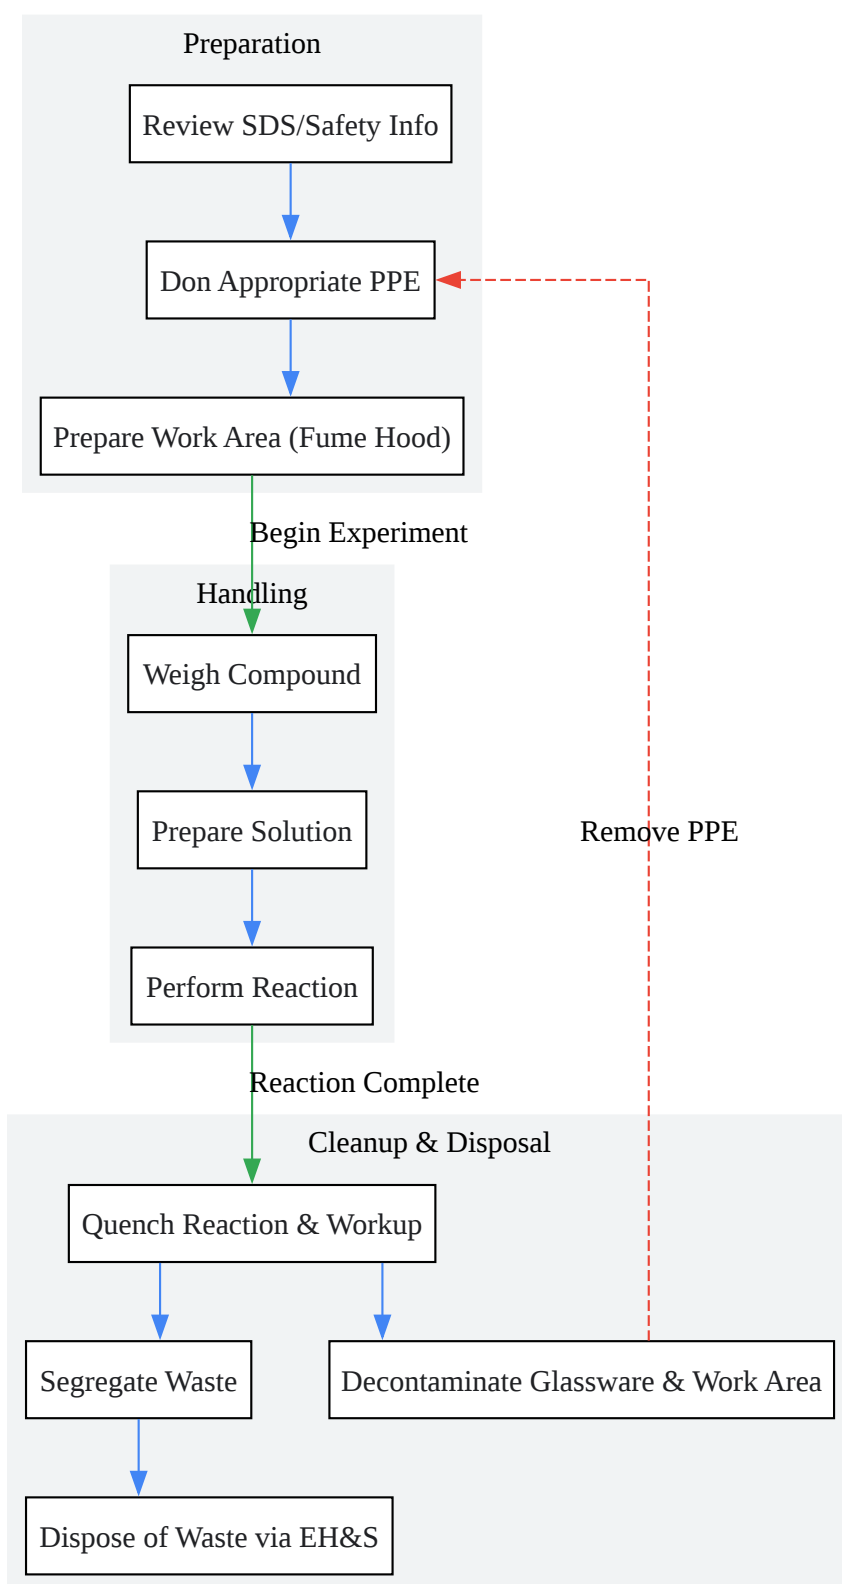 Preparation
Review SDS/Safety Info
Don Appropriate PPE
Prepare Work Area (Fume Hood)
Begin Experiment
Handling
Weigh Compound
Prepare Solution
Remove PPE
Perform Reaction
Reaction Complete
Cleanup & Disposal
Quench Reaction & Workup
Segregate Waste
Decontaminate Glassware & Work Area
Dispose of Waste via EH&S